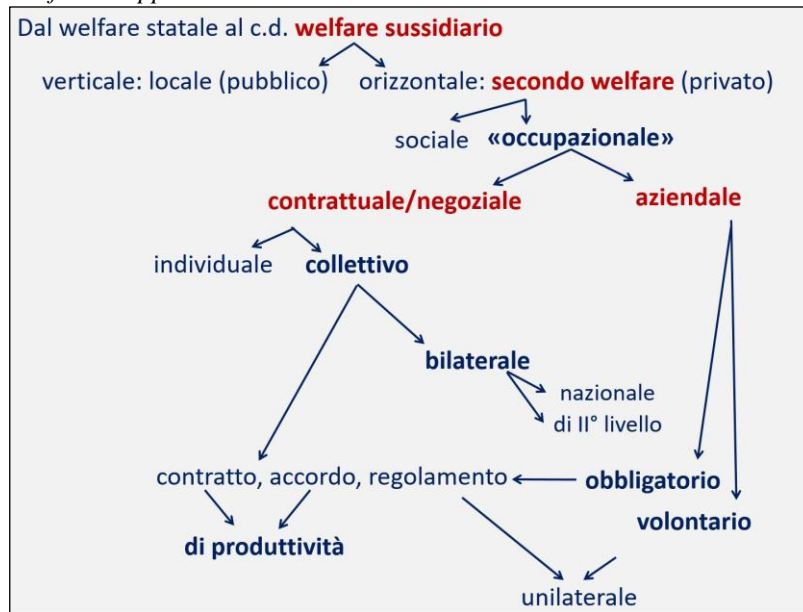 Dal welfare statale al c.d. welfare sussidiario
verticale: locale (pubblico) orizzontale: secondo welfare (privato)
sociale «occupazionale»
contrattuale/negoziale aziendale
individuale collettivo
bilaterale
nazionale
di II° livello
contratto, accordo, regolamento obbligatorio
volontario
di produttività
unilaterale